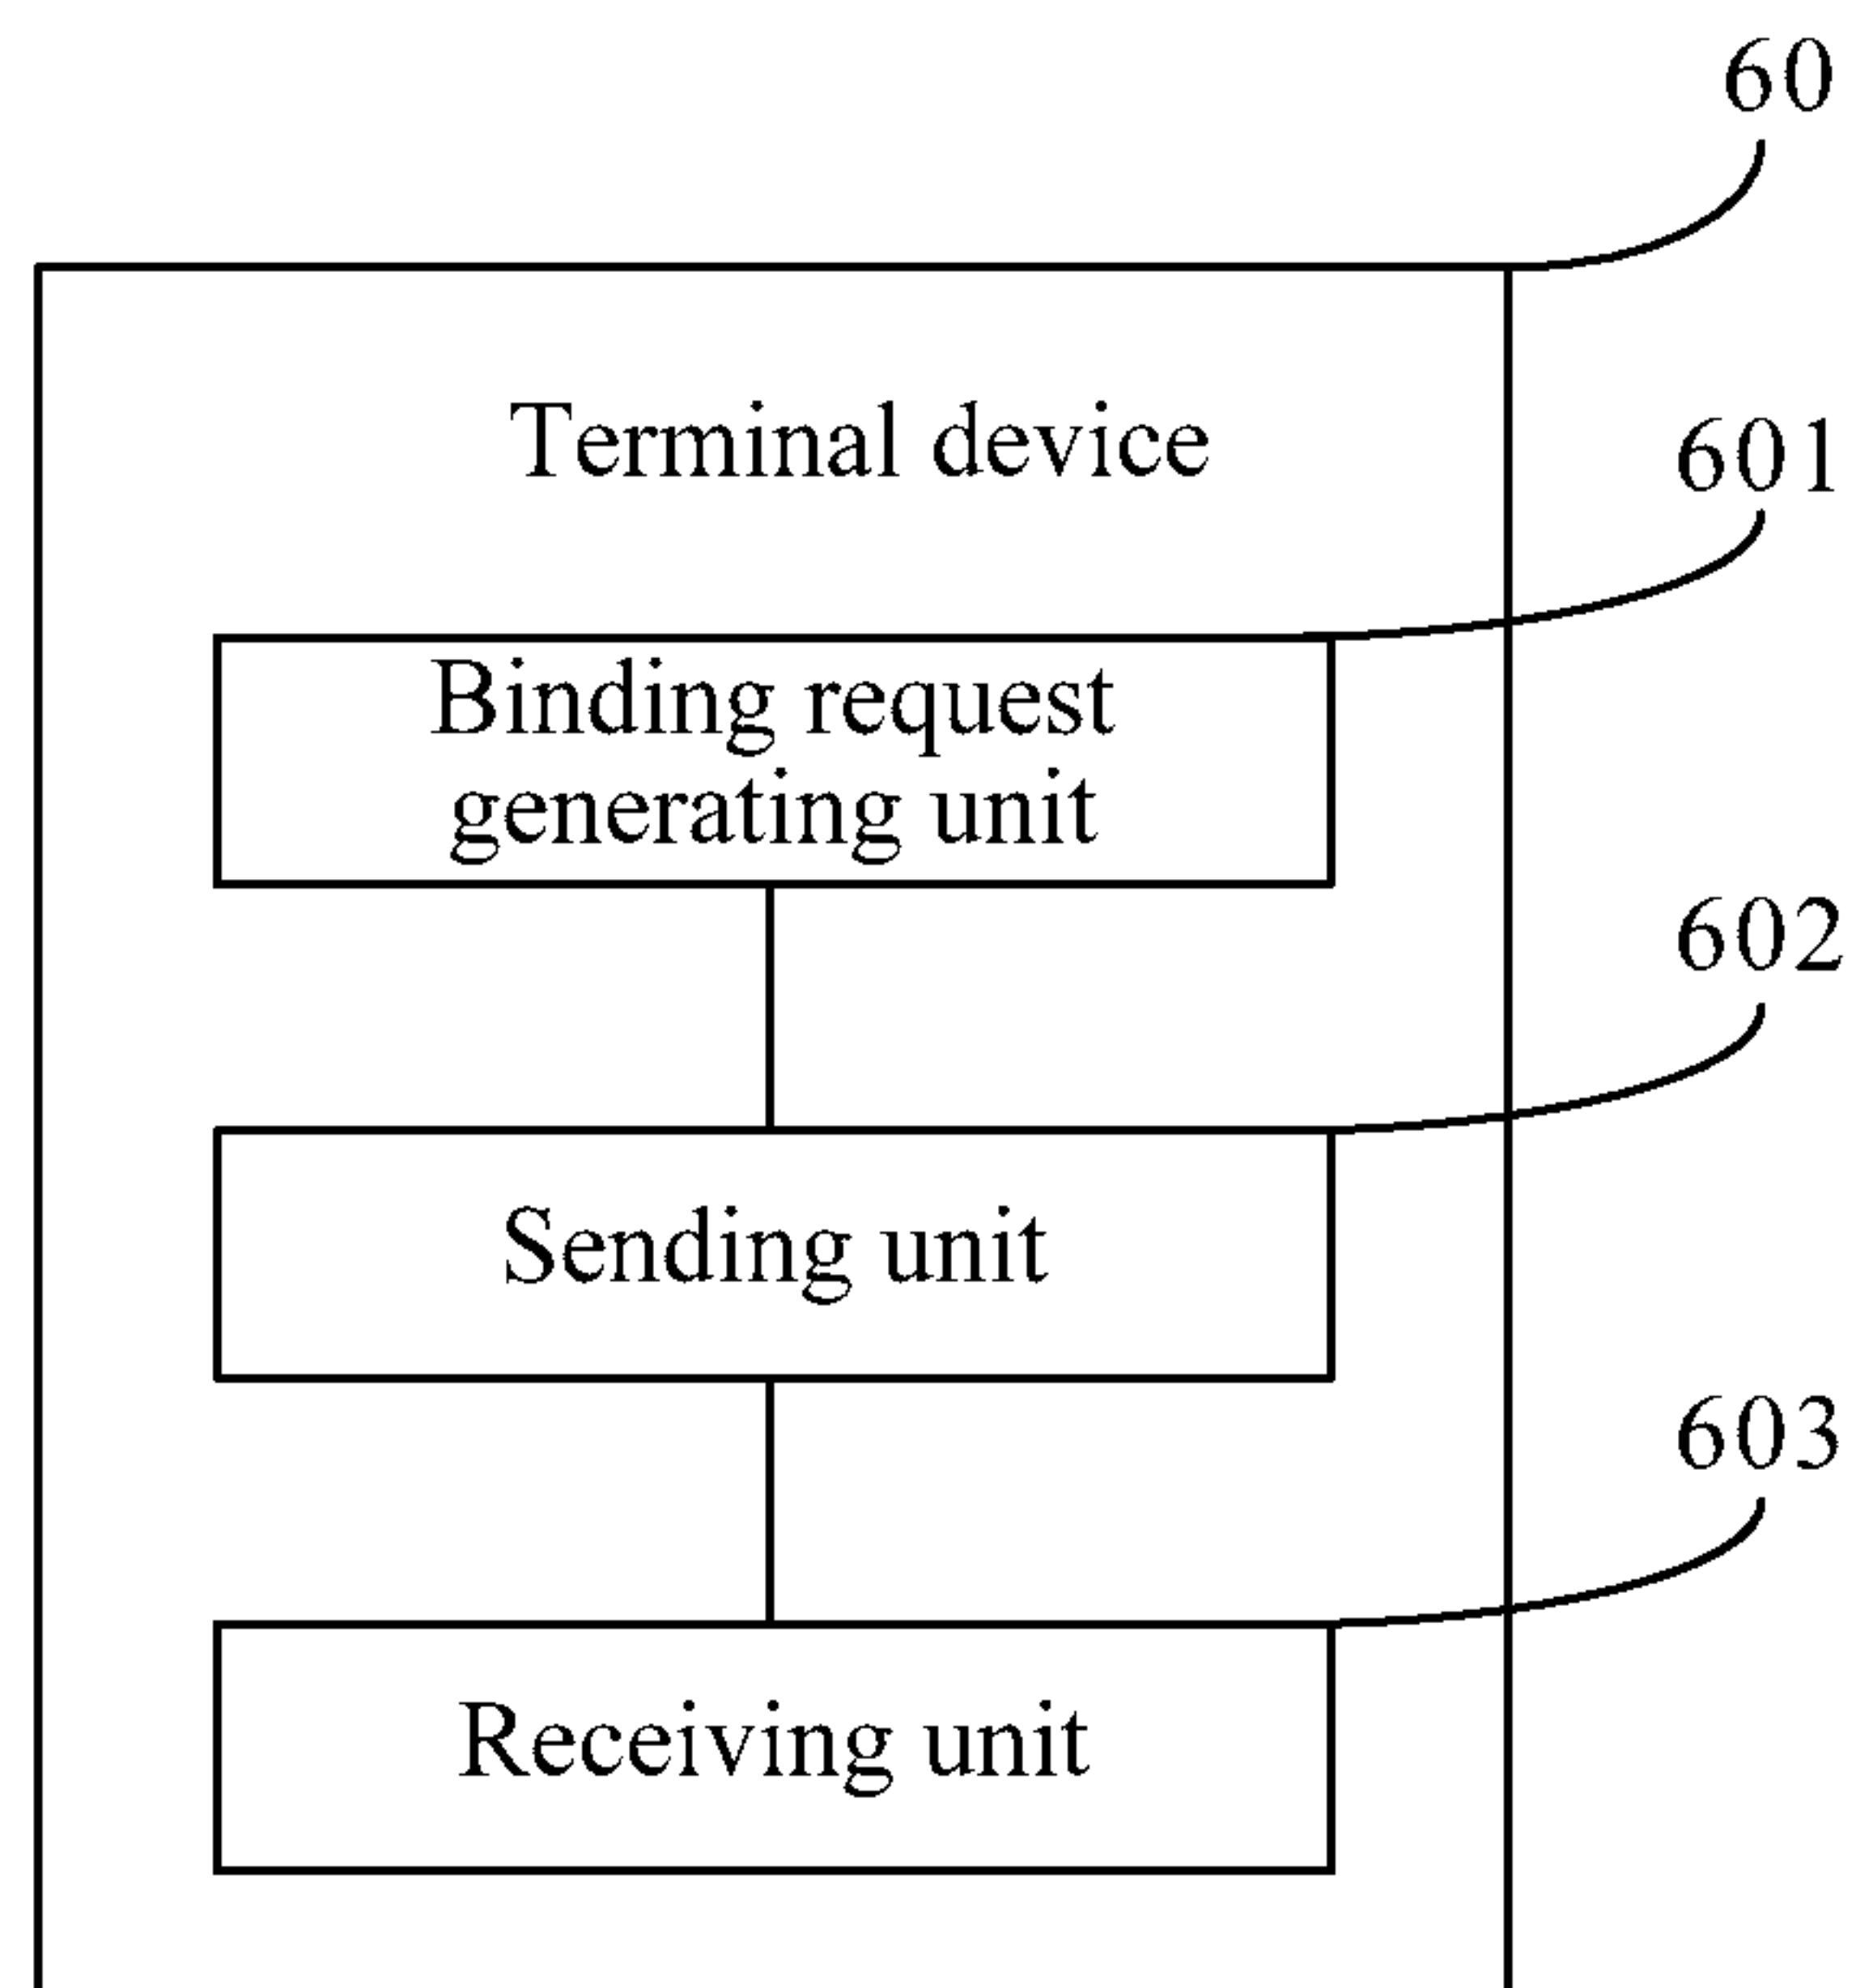 60
Terminal device
601
Binding request
generating unit
602
Sending unit
603
Receiving unit